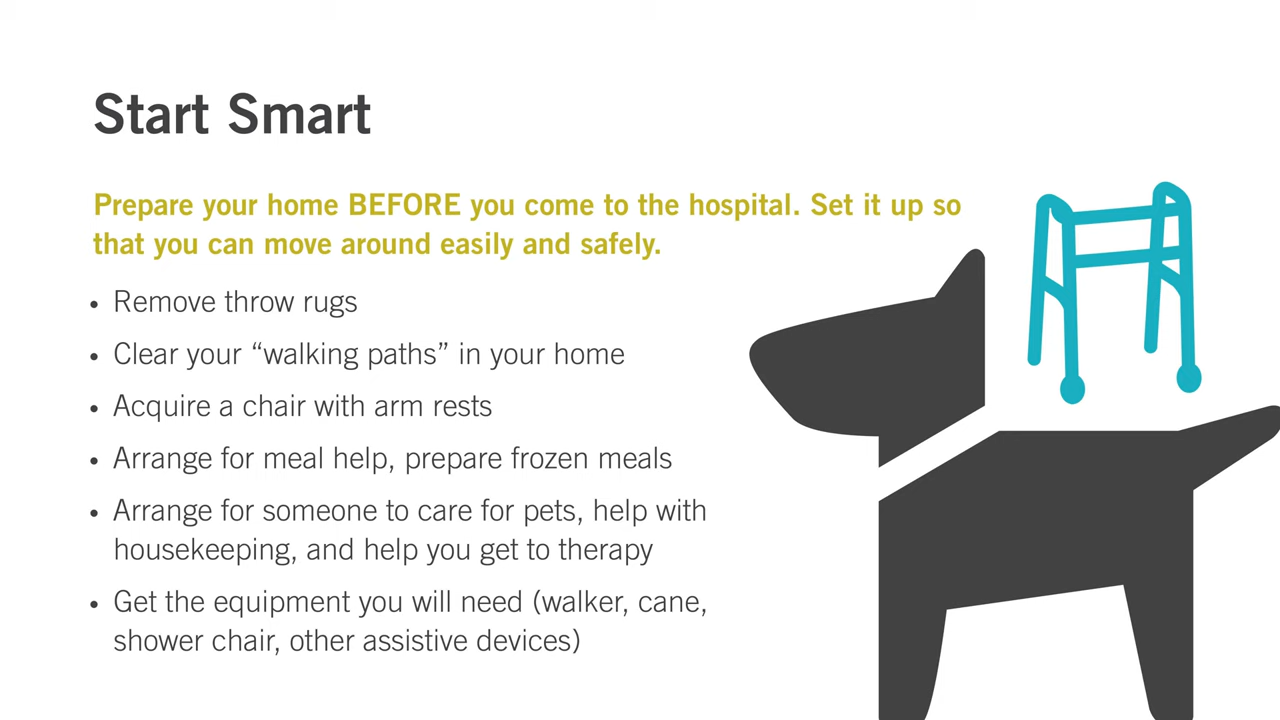 Start Smart
Prepare your home BEFORE you come to the hospital. Set it up so
that you can move around easily and safely.
• Remove throw rugs
• Clear your “walking paths” in your home
• Acquire a chair with arm rests
• Arrange for meal help, prepare frozen meals
• Arrange for someone to care for pets, help with
housekeeping, and help you get to therapy
• Get the equipment you will need (walker, cane,
shower chair, other assistive devices)